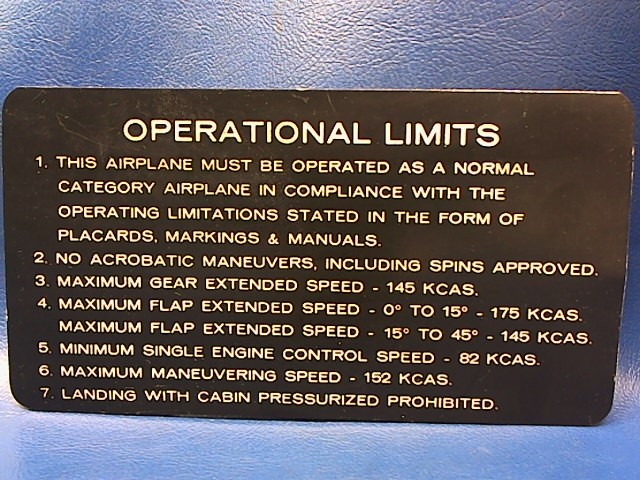 OPERATIONAL LIMITS
1. THIS AIRPLANE MUST BE OPERATED AS A NORMAL
CATEGORY AIRPLANE IN COMPLIANCE WITH THE
OPERATING LIMITATIONS STATED IN THE FORM OF
PLACARDS, MARKINGS & MANUALS.
2. NO ACROBATIC MANEUVERS, INCLUDING SPINS APPROVED.
3. MAXIMUM GEAR EXTENDED SPEED - 145 KCAS.
4. MAXIMUM FLAP EXTENDED SPEED - 0° TO 15° - 175 KCAS.
MAXIMUM FLAP EXTENDED SPEED - 15° TO 45° - 145 KCAS.
5. MINIMUM SINGLE ENGINE CONTROL SPEED - 82 KCAS.
6. MAXIMUM MANEUVERING SPEED - 152 KCAS.
7. LANDING WITH CABIN PRESSURIZED PROHIBITED.